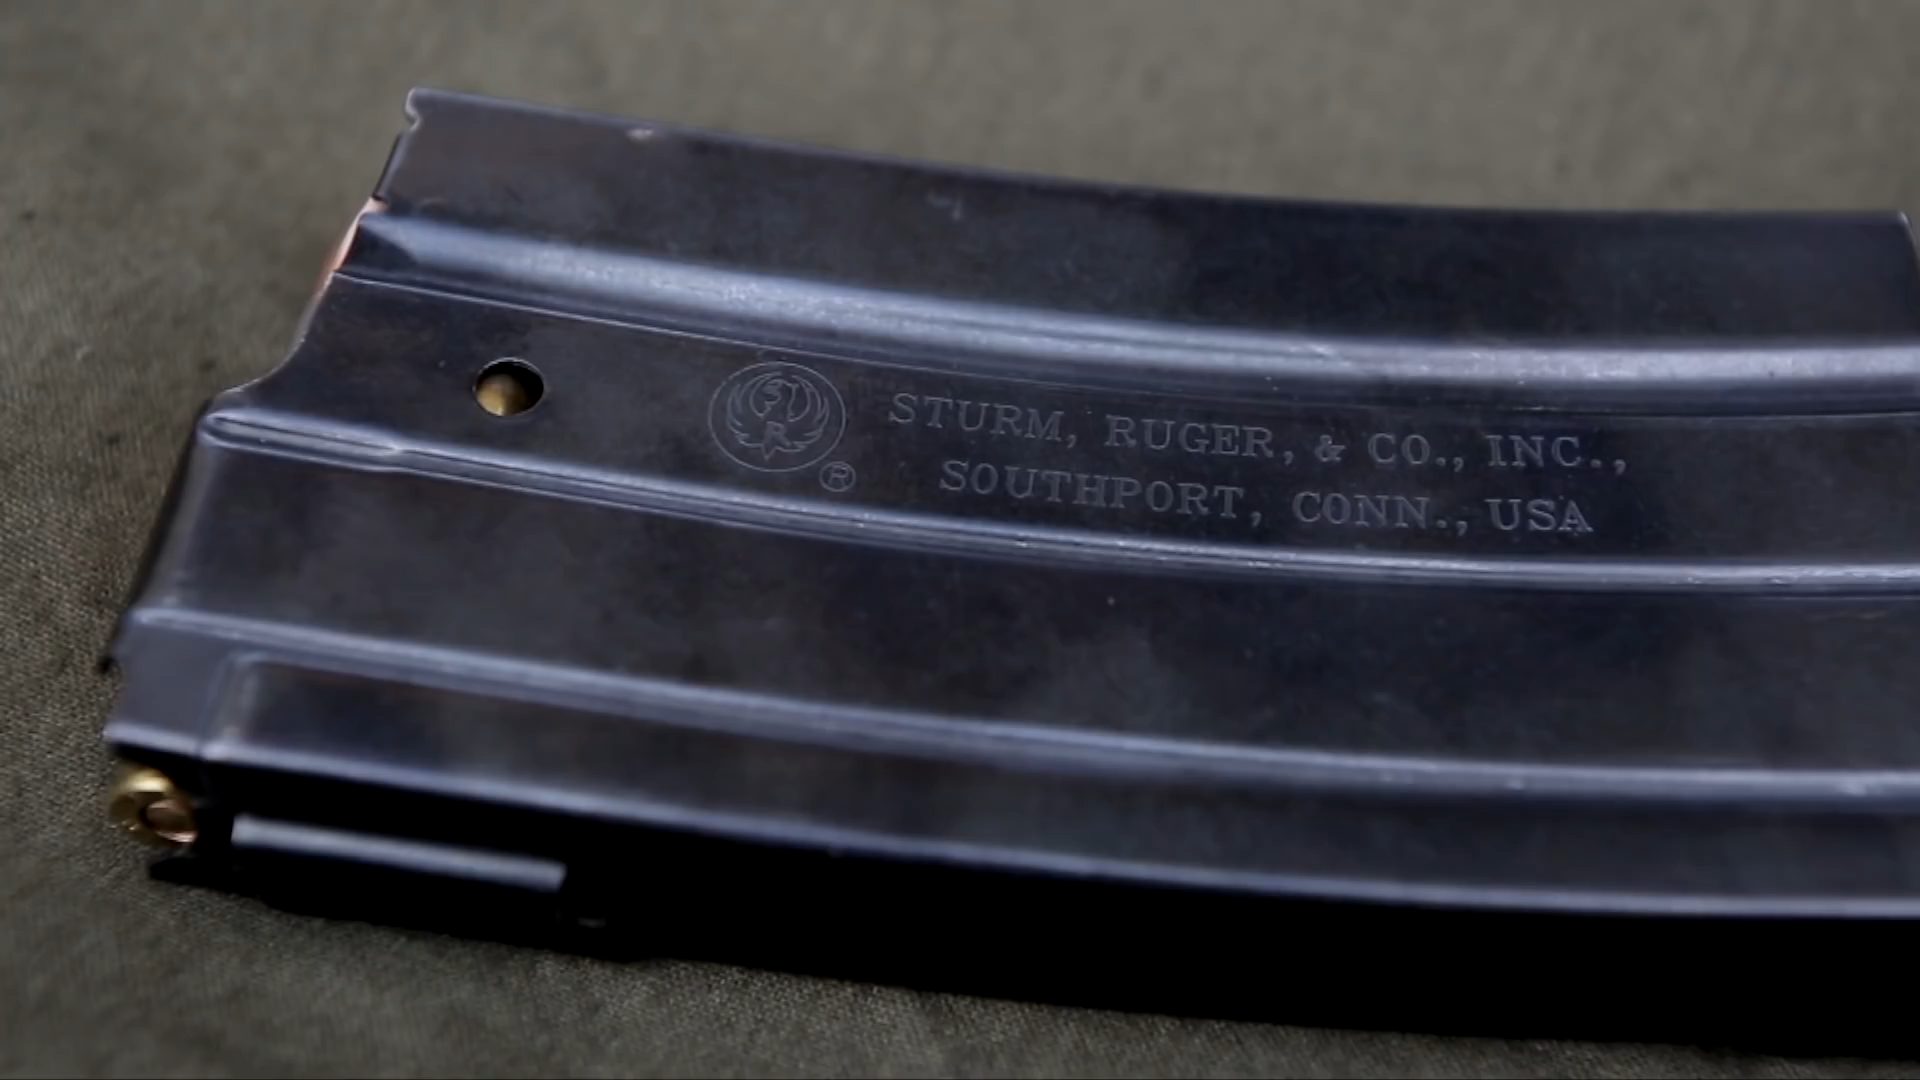 STURM, RUGER, & CO., INC.,
SOUTHPORT, CONN., USA
R
®